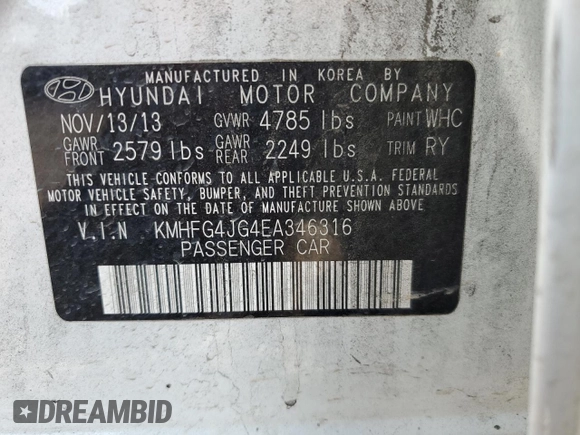 MANUFACTURED IN KOREA BY
HYUNDAI MOTOR COMPANY
NOV/13/13 GVWR 4785 lbs PAINT WHC
GAWR FRONT 2579 lbs GAWR REAR 2249 lbs TRIM RY
THIS VEHICLE CONFORMS TO ALL APPLICABLE U.S.A. FEDERAL
MOTOR VEHICLE SAFETY, BUMPER, AND THEFT PREVENTION STANDARDS
IN EFFECT ON THE DATE OF MANUFACTURE SHOWN ABOVE.
V.I.N KMHFG4JG4EA346316
PASSENGER CAR
DREAMBID